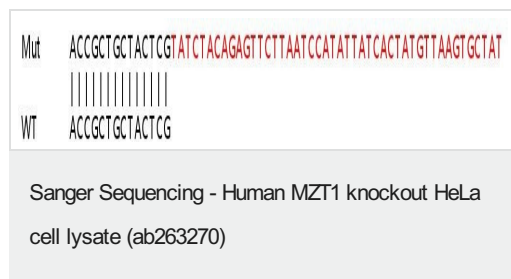 Mut ACCGCTGCTACTCGTATCTACAGAGTTCTTAATCCATATTATCACTATGTTAAGTGCTAT
||||||||||||||
WT ACCGCTGCTACTCG
Sanger Sequencing - Human MZT1 knockout HeLa
cell lysate (ab263270)